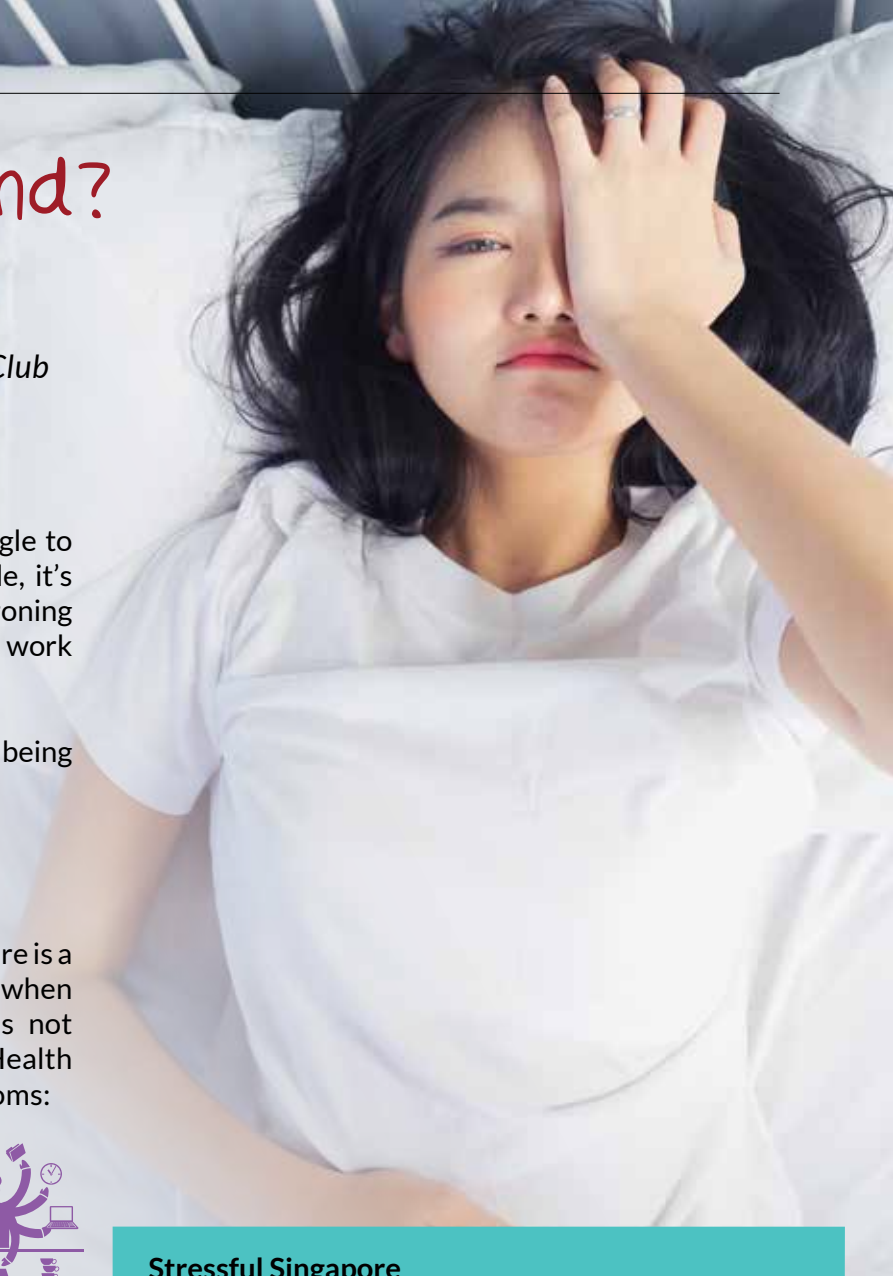 nd?
Club
gle to
le, it's
oning
work
being
re is a
when
s not
Health
oms:
Stressful Singapore